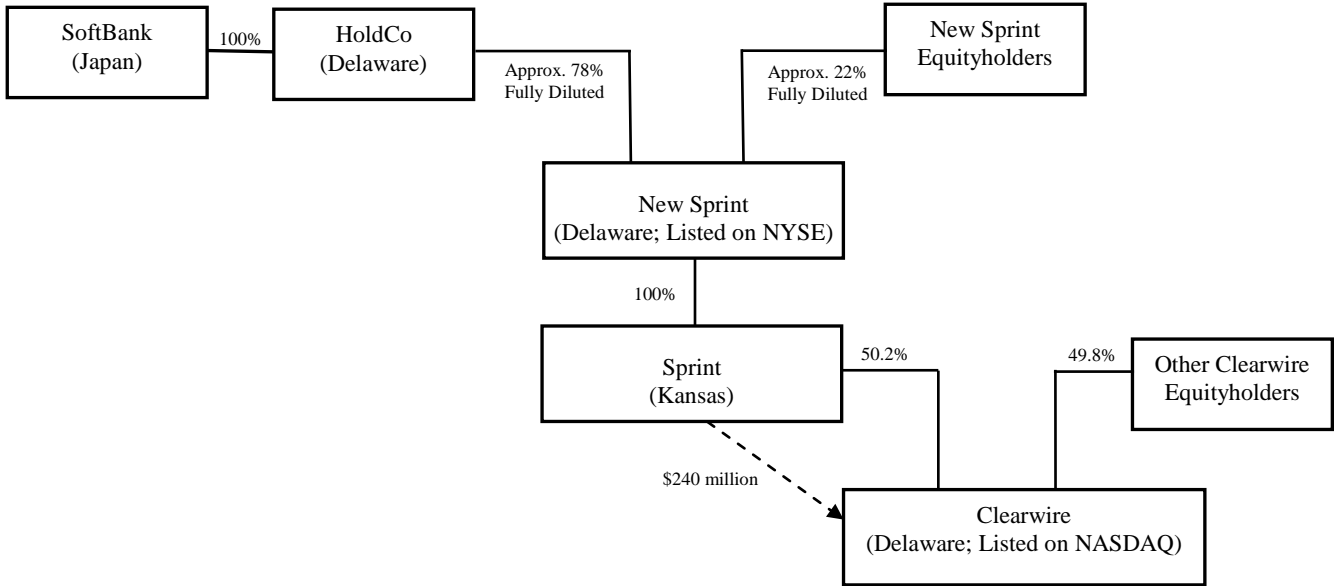 SoftBank
(Japan)
100%
HoldCo
(Delaware)
Approx. 78%
Fully Diluted
Approx. 22%
Fully Diluted
New Sprint
Equityholders
New Sprint
(Delaware; Listed on NYSE)
100%
Sprint
(Kansas)
50.2%
49.8%
Other Clearwire
Equityholders
$240 million
Clearwire
(Delaware; Listed on NASDAQ)